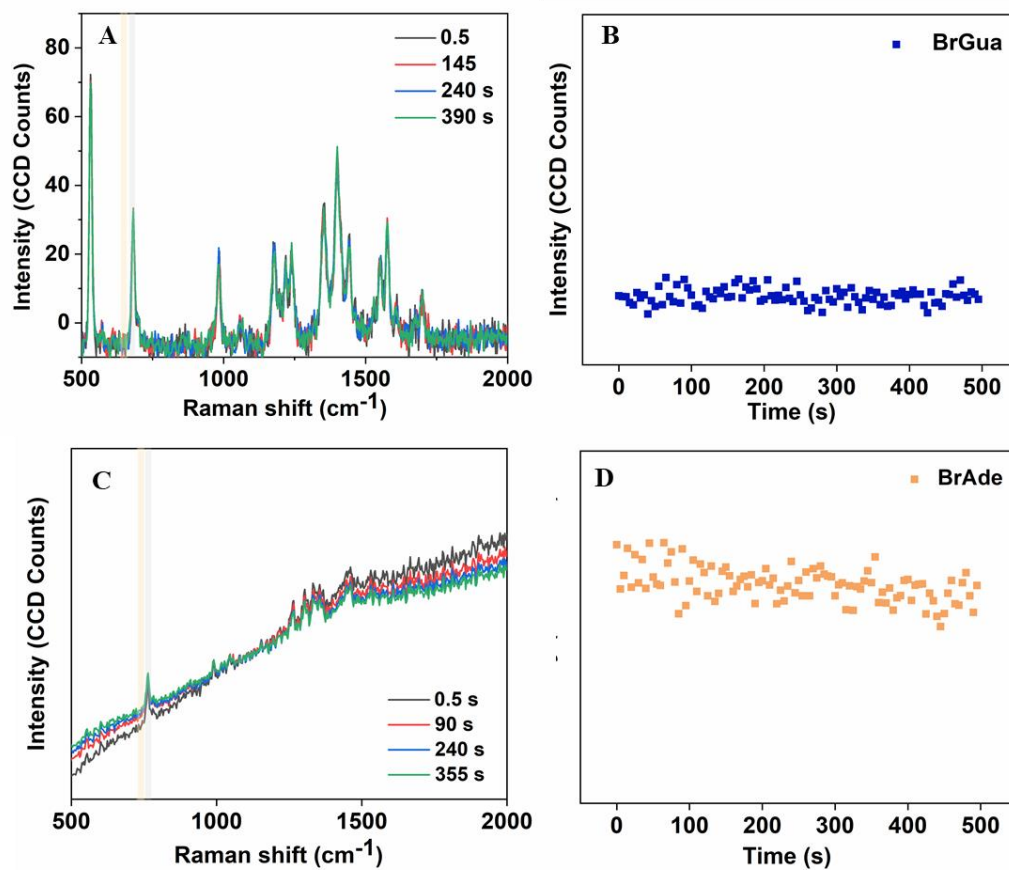 A
0.5
145
240 s
390 s
80
60
40
20
0
Intensity (CCD Counts)
500
1000
1500
2000
Raman shift (cm-1)
B
BrGua
Intensity (CCD Counts)
0
100
200
300
400
500
Time (s)
C
0.5 s
90 s
240 s
355 s
Intensity (CCD Counts)
500
1000
1500
2000
Raman shift (cm-1)
D
BrAde
0
100
200
300
400
500
Time (s)